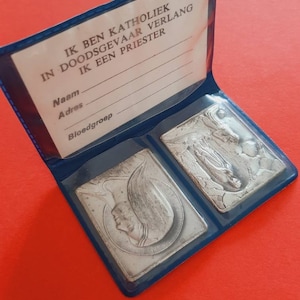 IK BEN KATHOLIEK
IN DOODSGEVAAR VERLANG
IK EEN PRIESTER
Naam
Adres
Bloedgroep